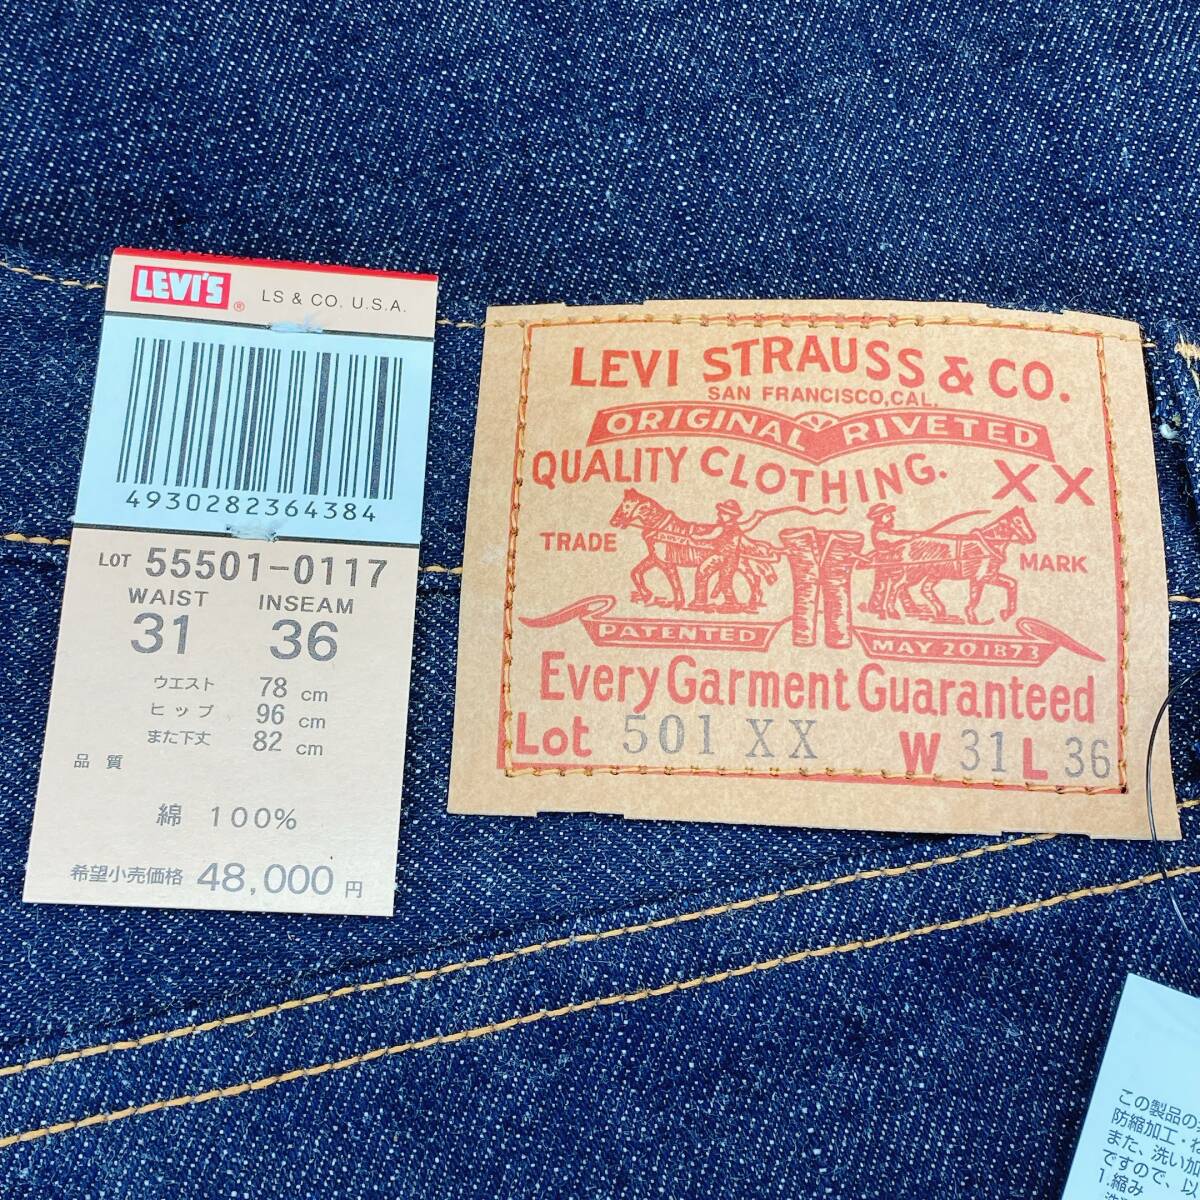 LEVI'S ® LS & CO. U.S.A.
4930282364384
LOT 55501-0117
WAIST INSEAM
31 36
ウエスト 78 cm
ヒップ 96 cm
また下丈 82 cm
品質
綿 100%
希望小売価格 48,000 円
LEVI STRAUSS & CO.
SAN FRANCISCO, CAL.
ORIGINAL RIVETED
QUALITY CLOTHING. XX
TRADE MARK
PATENTED MAY 20 1873
Every Garment Guaranteed
Lot 501 XX W 31 L 36
この製品の
防縮加工・
また、洗い加
ですので、以
1.縮み